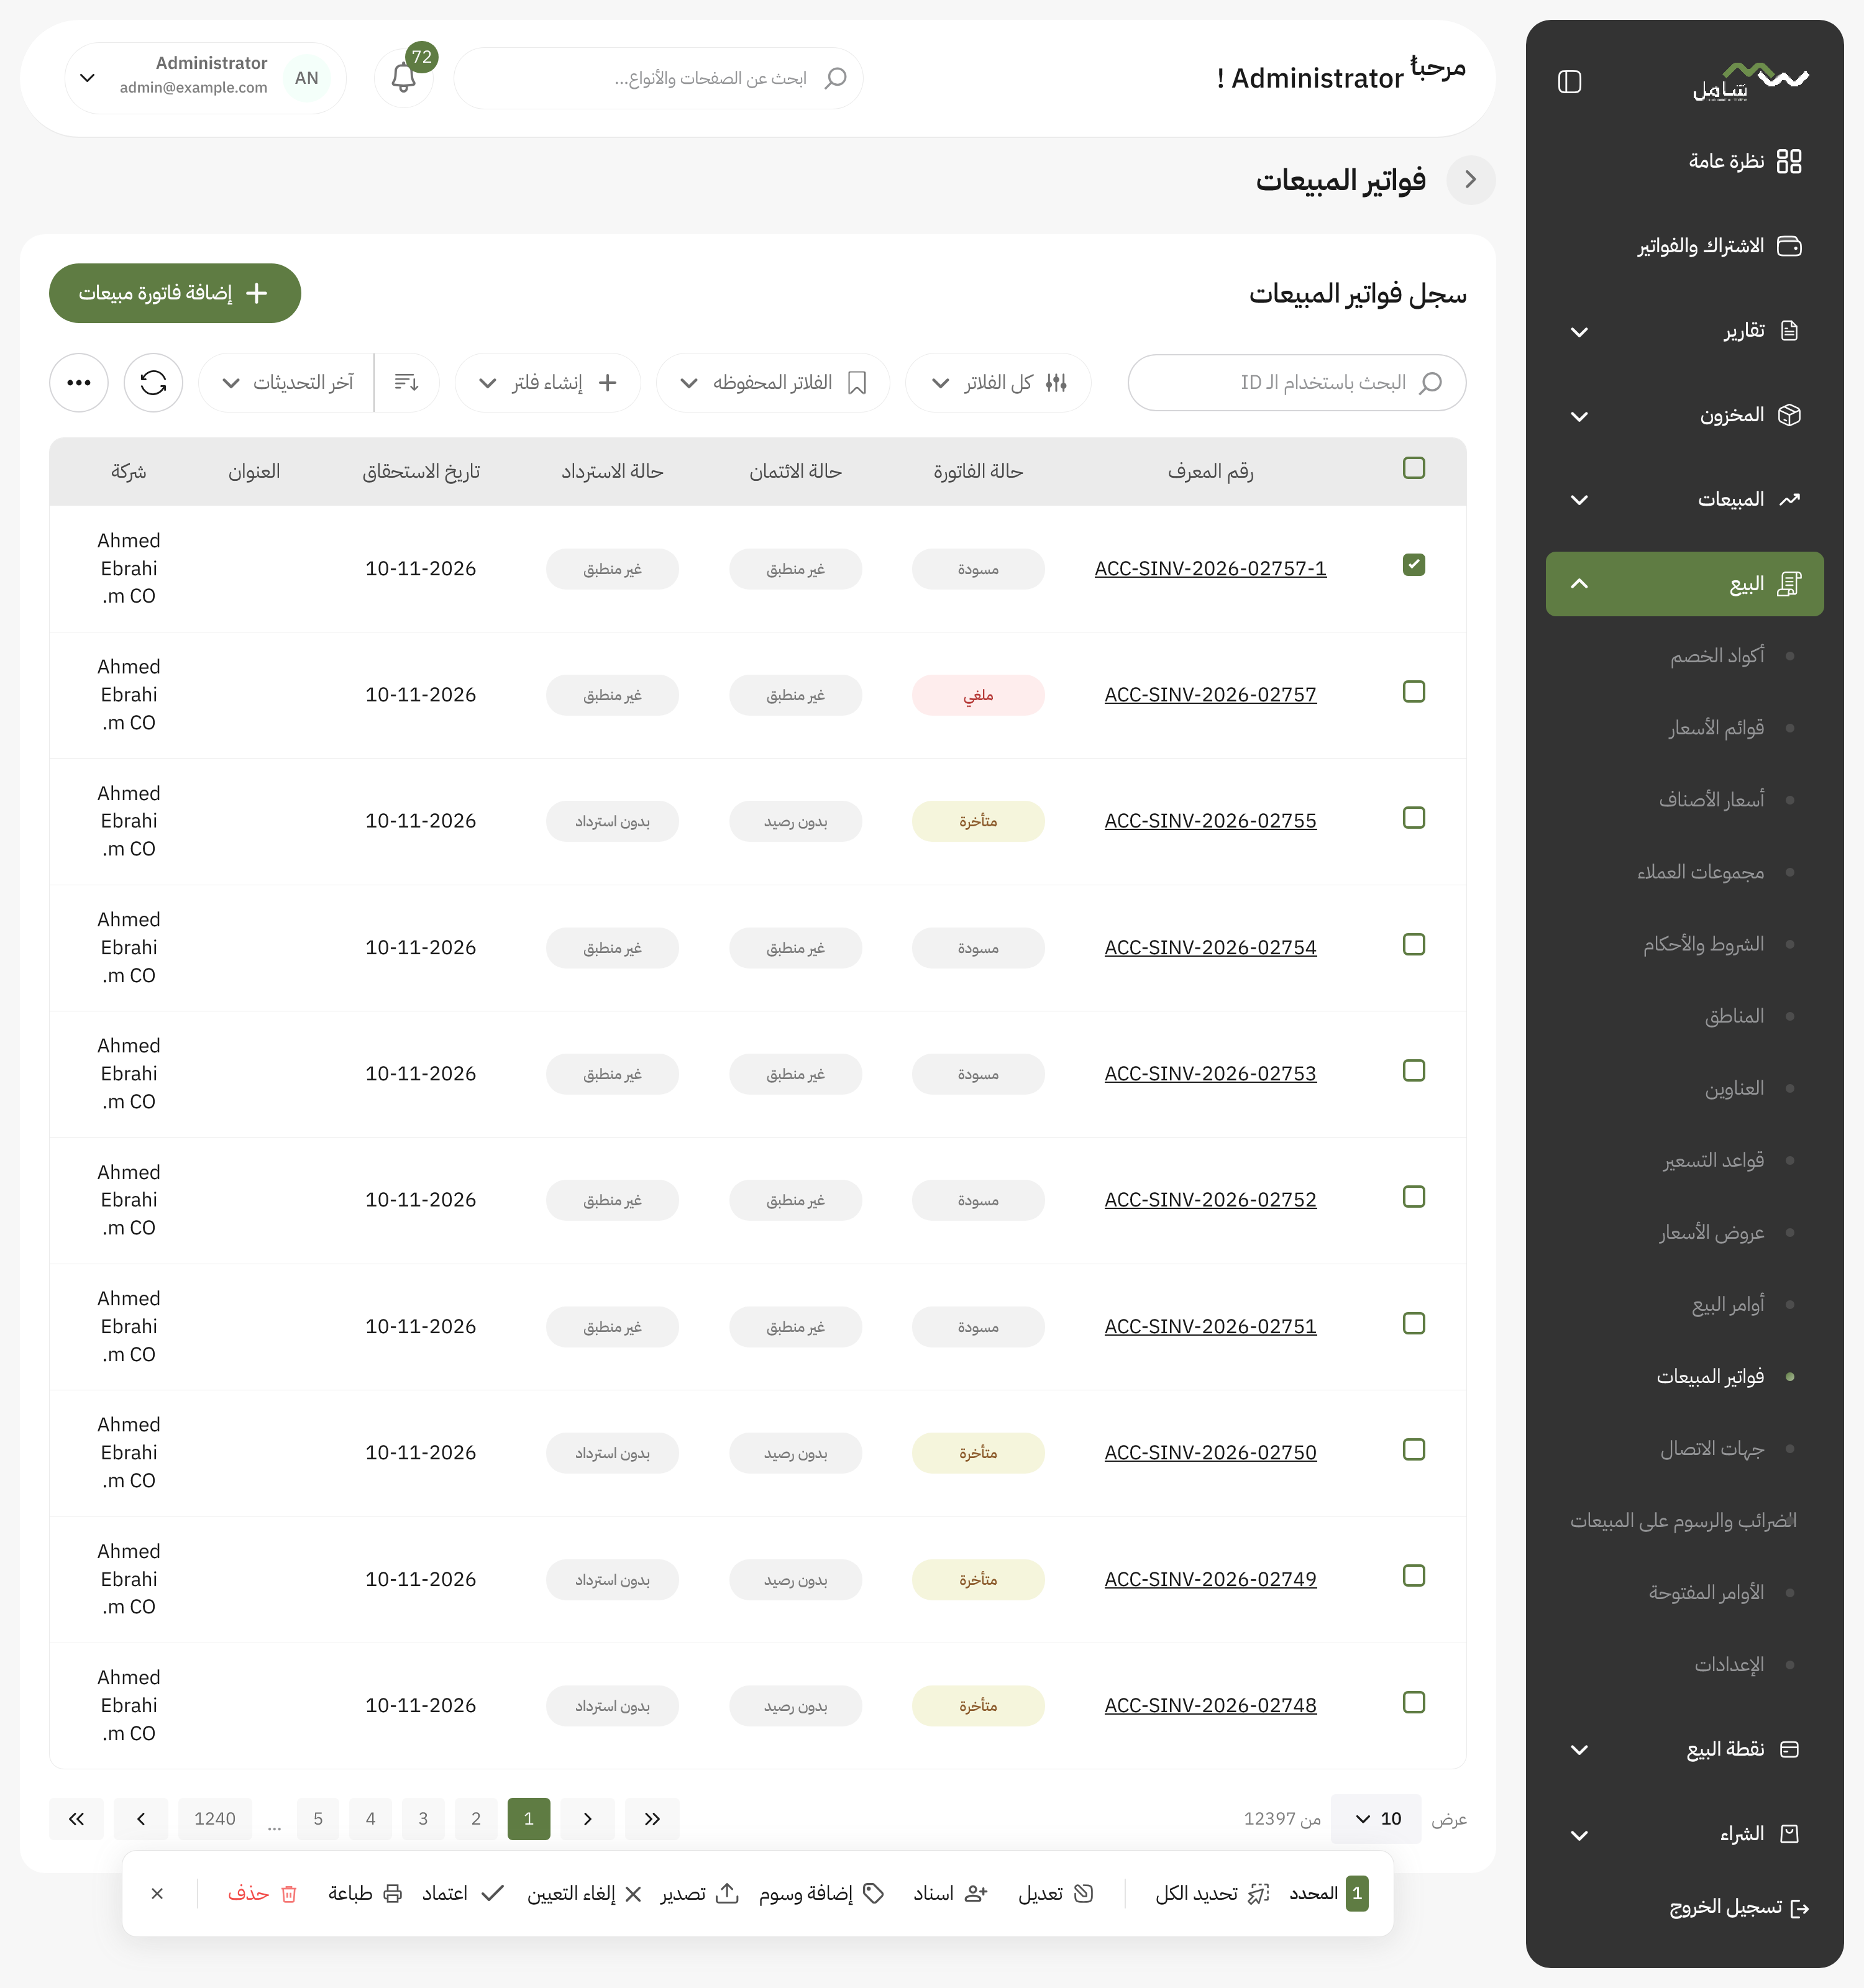 شامل
نظرة عامة
الاشتراك والفواتير
تقارير
المخزون
المبيعات
البيع
أكواد الخصم
قوائم الأسعار
أسعار الأصناف
مجموعات العملاء
الشروط والأحكام
المناطق
العناوين
قواعد التسعير
عروض الأسعار
أوامر البيع
فواتير المبيعات
جهات الاتصال
الضرائب والرسوم على المبيعات
الأوامر المفتوحة
الإعدادات
نقطة البيع
الشراء
تسجيل الخروج
مرحباً Administrator !
ابحث عن الصفحات والأنواع...
72
AN
Administrator
admin@example.com
فواتير المبيعات
سجل فواتير المبيعات
إضافة فاتورة مبيعات
البحث باستخدام الـ ID
كل الفلاتر
الفلاتر المحفوظه
إنشاء فلتر
آخر التحديثات
رقم المعرف حالة الفاتورة حالة الائتمان حالة الاسترداد تاريخ الاستحقاق العنوان شركة
ACC-SINV-2026-02757-1 مسودة غير منطبق غير منطبق 10-11-2026
Ahmed
Ebrahi
m CO.
ACC-SINV-2026-02757 ملغي غير منطبق غير منطبق 10-11-2026
Ahmed
Ebrahi
m CO.
ACC-SINV-2026-02755 متأخرة بدون رصيد بدون استرداد 10-11-2026
Ahmed
Ebrahi
m CO.
ACC-SINV-2026-02754 مسودة غير منطبق غير منطبق 10-11-2026
Ahmed
Ebrahi
m CO.
ACC-SINV-2026-02753 مسودة غير منطبق غير منطبق 10-11-2026
Ahmed
Ebrahi
m CO.
ACC-SINV-2026-02752 مسودة غير منطبق غير منطبق 10-11-2026
Ahmed
Ebrahi
m CO.
ACC-SINV-2026-02751 مسودة غير منطبق غير منطبق 10-11-2026
Ahmed
Ebrahi
m CO.
ACC-SINV-2026-02750 متأخرة بدون رصيد بدون استرداد 10-11-2026
Ahmed
Ebrahi
m CO.
ACC-SINV-2026-02749 متأخرة بدون رصيد بدون استرداد 10-11-2026
Ahmed
Ebrahi
m CO.
ACC-SINV-2026-02748 متأخرة بدون رصيد بدون استرداد 10-11-2026
Ahmed
Ebrahi
m CO.
عرض 10 من 12397
1 2 3 4 5 ... 1240
1 المحدد تحديد الكل تعديل اسناد إضافة وسوم تصدير إلغاء التعيين اعتماد طباعة حذف